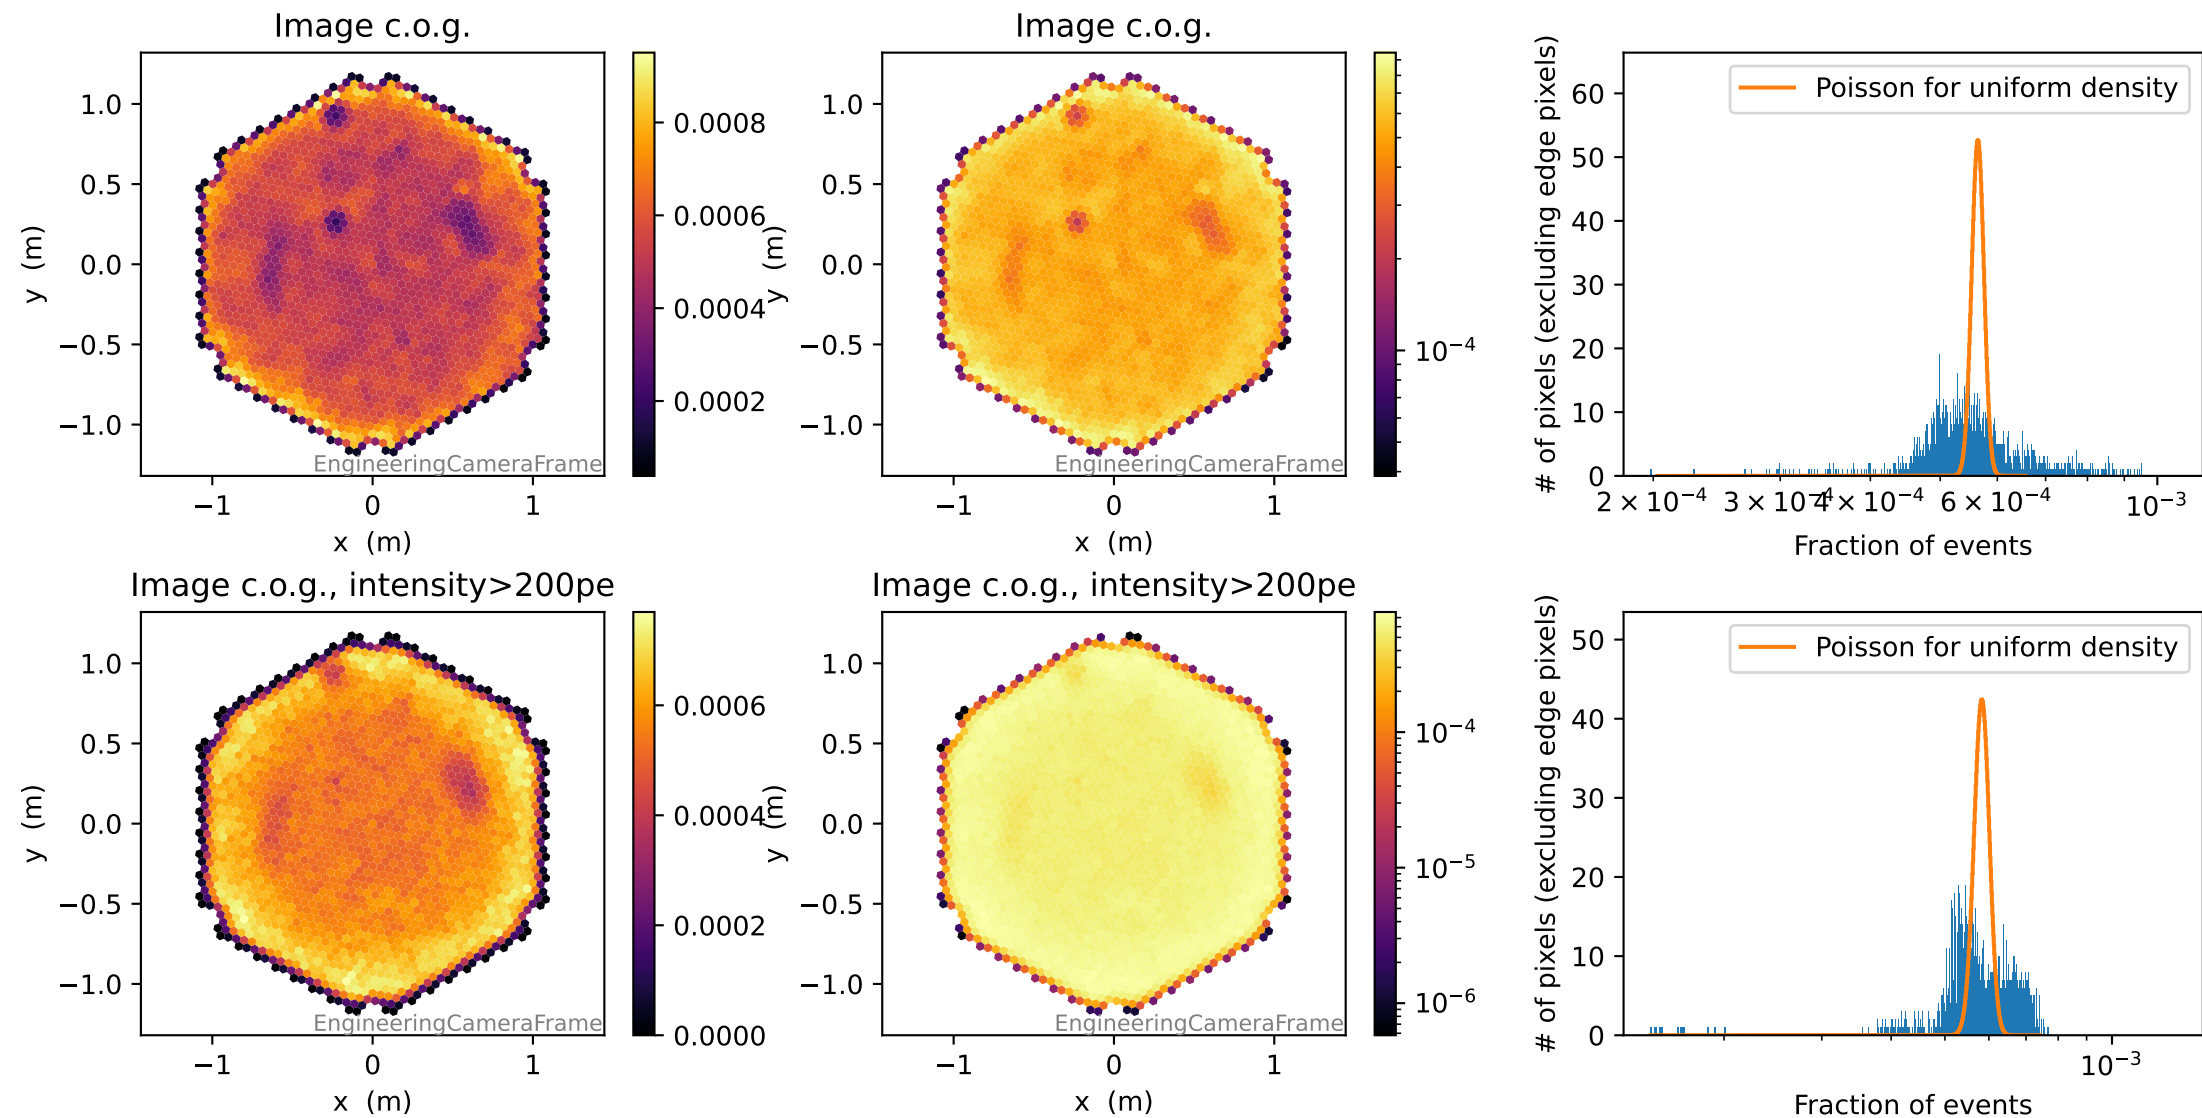 Image c.o.g.
1.0
0.5
0.0
−0.5
−1.0
y (m)
−1
0
1
x (m)
EngineeringCameraFrame
0.0008
0.0006
0.0004
0.0002
Image c.o.g.
1.0
0.5
0.0
−0.5
−1.0
y (m)
−1
0
1
x (m)
EngineeringCameraFrame
10⁻⁴
# of pixels (excluding edge pixels)
60
50
40
30
20
10
0
Poisson for uniform density
2 × 10⁻⁴
3 × 10⁻⁴
4 × 10⁻⁴
6 × 10⁻⁴
10⁻³
Fraction of events
Image c.o.g., intensity>200pe
1.0
0.5
0.0
−0.5
−1.0
y (m)
−1
0
1
x (m)
EngineeringCameraFrame
0.0006
0.0004
0.0002
0.0000
Image c.o.g., intensity>200pe
1.0
0.5
0.0
−0.5
−1.0
y (m)
−1
0
1
x (m)
EngineeringCameraFrame
10⁻⁴
10⁻⁵
10⁻⁶
# of pixels (excluding edge pixels)
50
40
30
20
10
0
Poisson for uniform density
10⁻³
Fraction of events